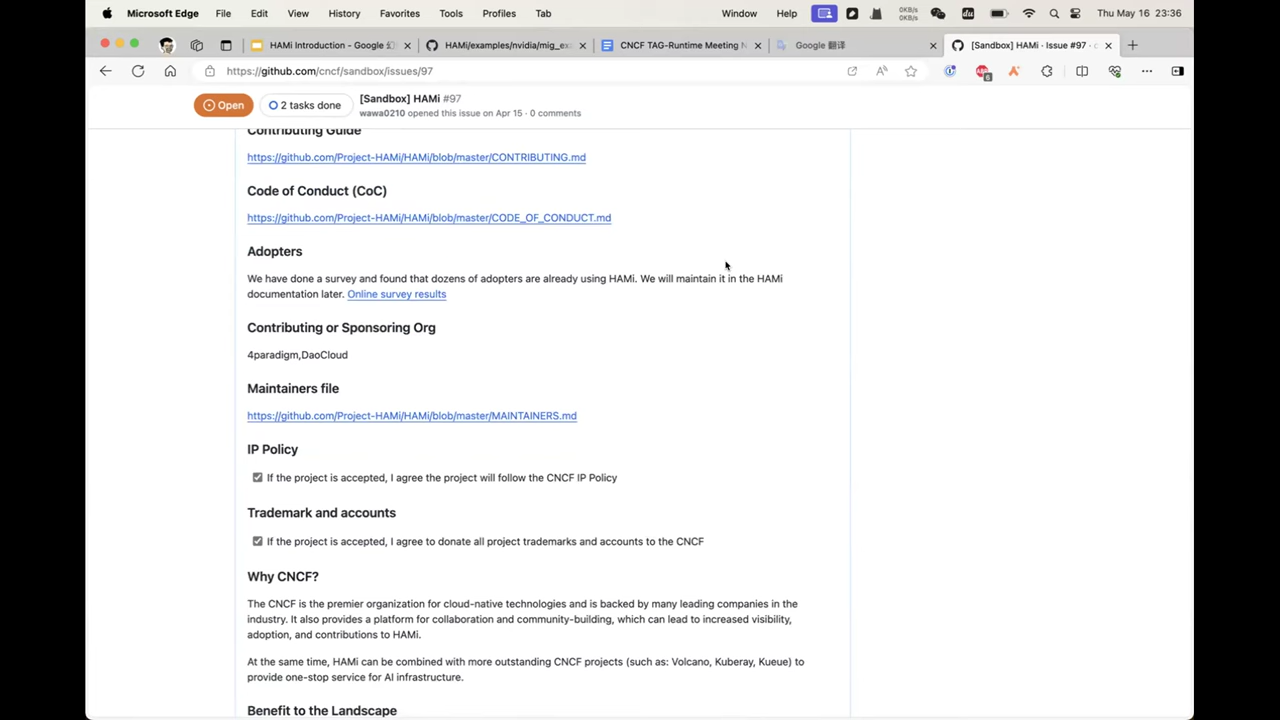 Microsoft Edge File Edit View History Favorites Tools Profiles Tab Window Help 0KB/s 0KB/s du Thu May 16 23:36
HAMi Introduction - Google 幻 HAMi/examples/nvidia/mig_ex CNCF TAG-Runtime Meeting N Google 翻译 [Sandbox] HAMi · Issue #97 · c
https://github.com/cncf/sandbox/issues/97
Open 2 tasks done [Sandbox] HAMi #97
wawa0210 opened this issue on Apr 15 · 0 comments
Contributing Guide
https://github.com/Project-HAMi/HAMi/blob/master/CONTRIBUTING.md
Code of Conduct (CoC)
https://github.com/Project-HAMi/HAMi/blob/master/CODE_OF_CONDUCT.md
Adopters
We have done a survey and found that dozens of adopters are already using HAMi. We will maintain it in the HAMi
documentation later. Online survey results
Contributing or Sponsoring Org
4paradigm,DaoCloud
Maintainers file
https://github.com/Project-HAMi/HAMi/blob/master/MAINTAINERS.md
IP Policy
If the project is accepted, I agree the project will follow the CNCF IP Policy
Trademark and accounts
If the project is accepted, I agree to donate all project trademarks and accounts to the CNCF
Why CNCF?
The CNCF is the premier organization for cloud-native technologies and is backed by many leading companies in the
industry. It also provides a platform for collaboration and community-building, which can lead to increased visibility,
adoption, and contributions to HAMi.
At the same time, HAMi can be combined with more outstanding CNCF projects (such as: Volcano, Kuberay, Kueue) to
provide one-stop service for AI infrastructure.
Benefit to the Landscape